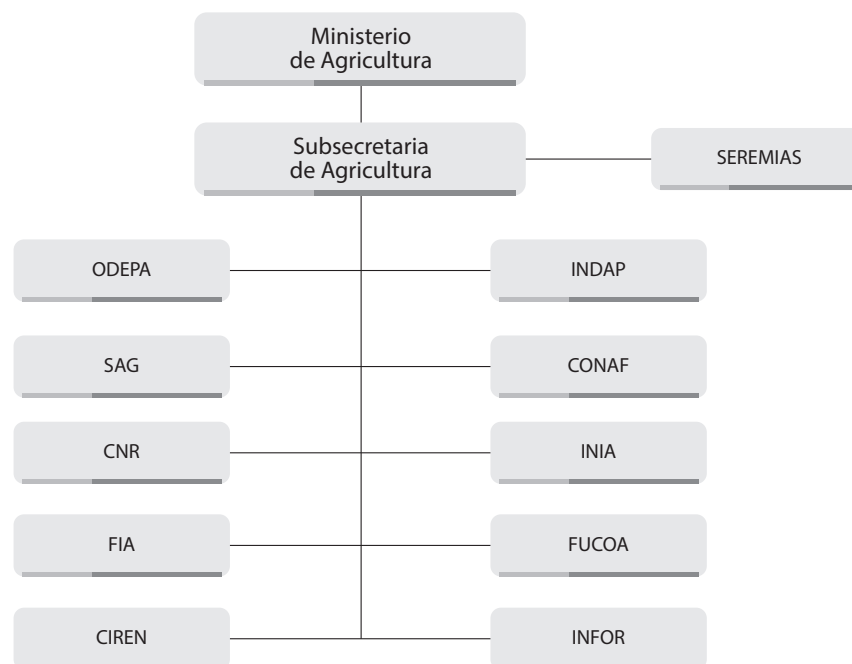 Ministerio
de Agricultura
Subsecretaria
de Agricultura
SEREMIAS
ODEPA
INDAP
SAG
CONAF
CNR
INIA
FIA
FUCOA
CIREN
INFOR